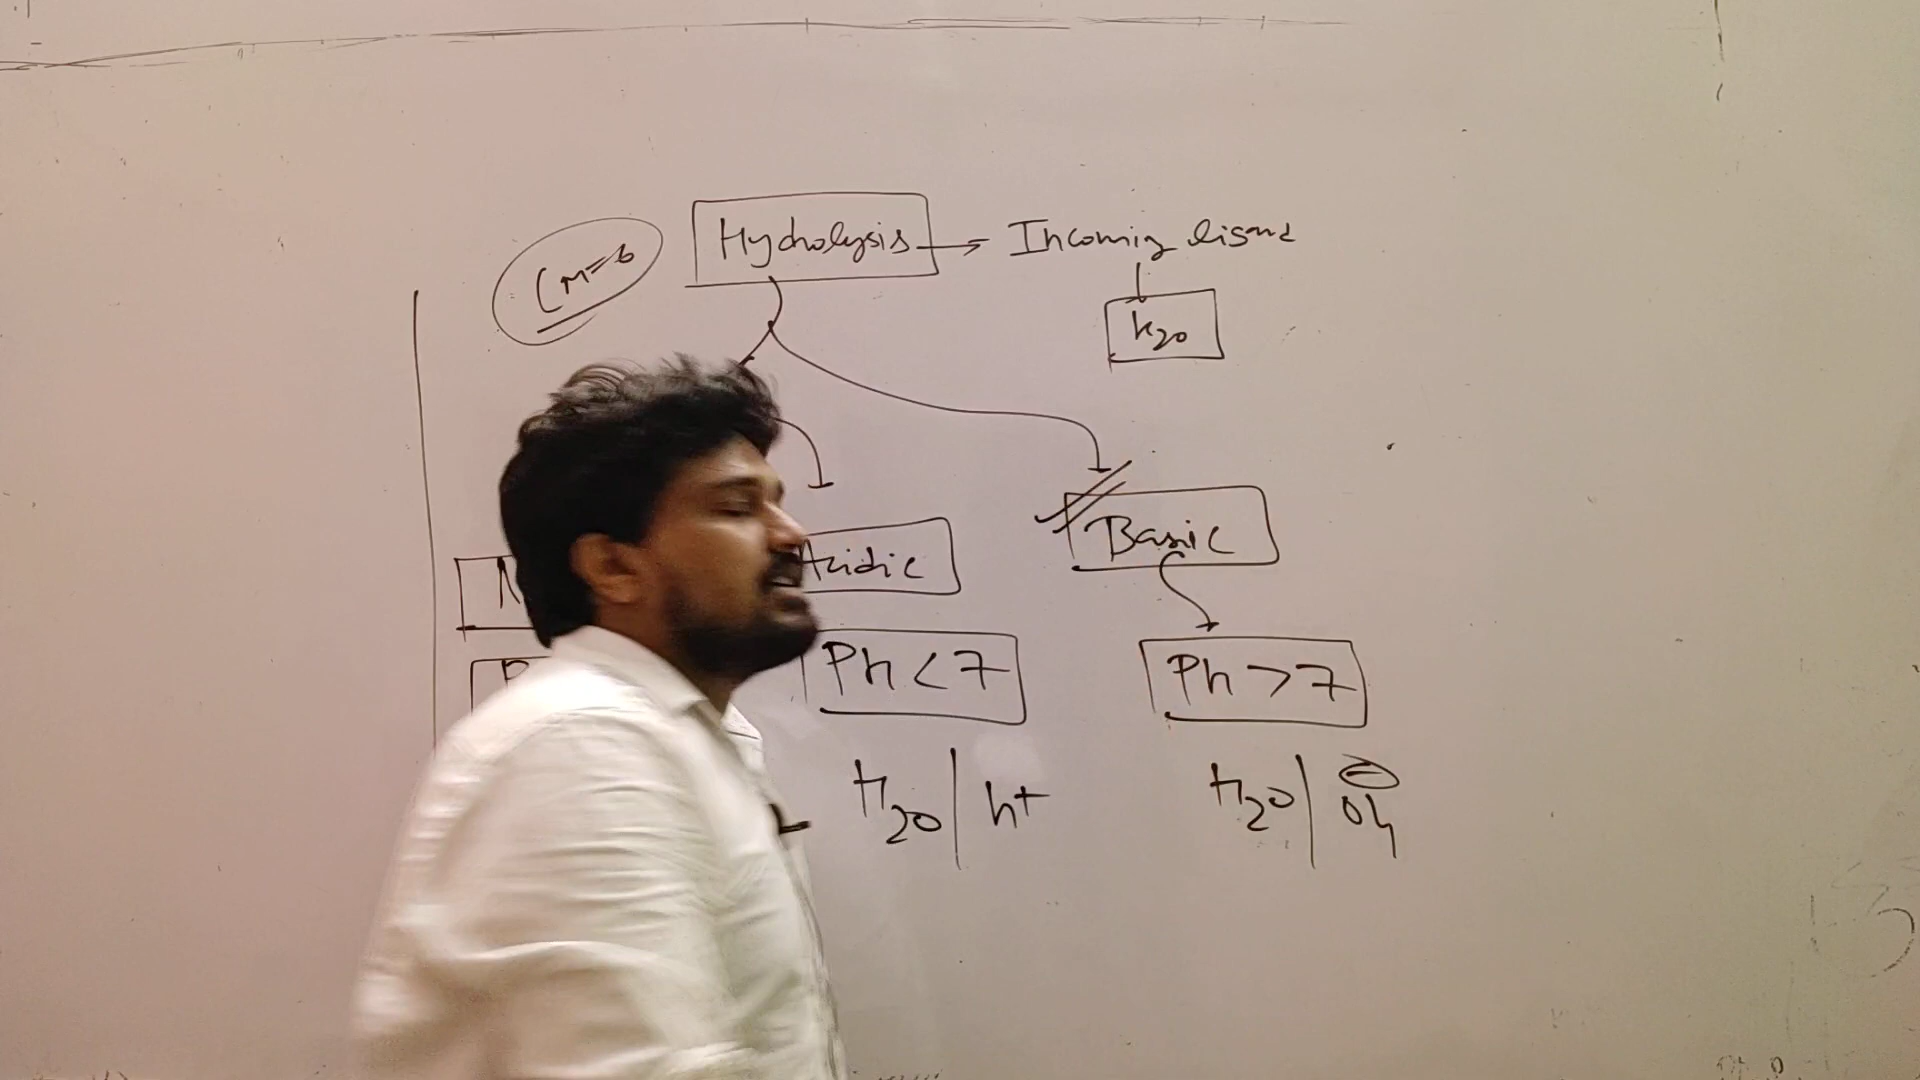 Hydrolysis → Incoming ligand
CN=6
H2O
Acidic
Basic
N
P
Ph < 7
Ph > 7
H2O | h+
H2O | OH⊖